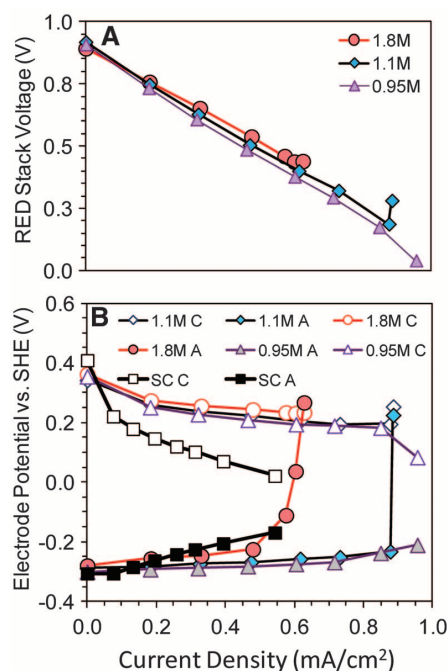 A
1.8M
1.1M
0.95M
RED Stack Voltage (V)
1.0
0.8
0.5
0.3
0.0
B
1.1M C 1.1M A 1.8M C
1.8M A 0.95M A 0.95M C
SC C SC A
Electrode Potential vs. SHE (V)
0.6
0.4
0.2
0.0
-0.2
-0.4
0.0 0.2 0.4 0.6 0.8 1.0
Current Density (mA/cm²)